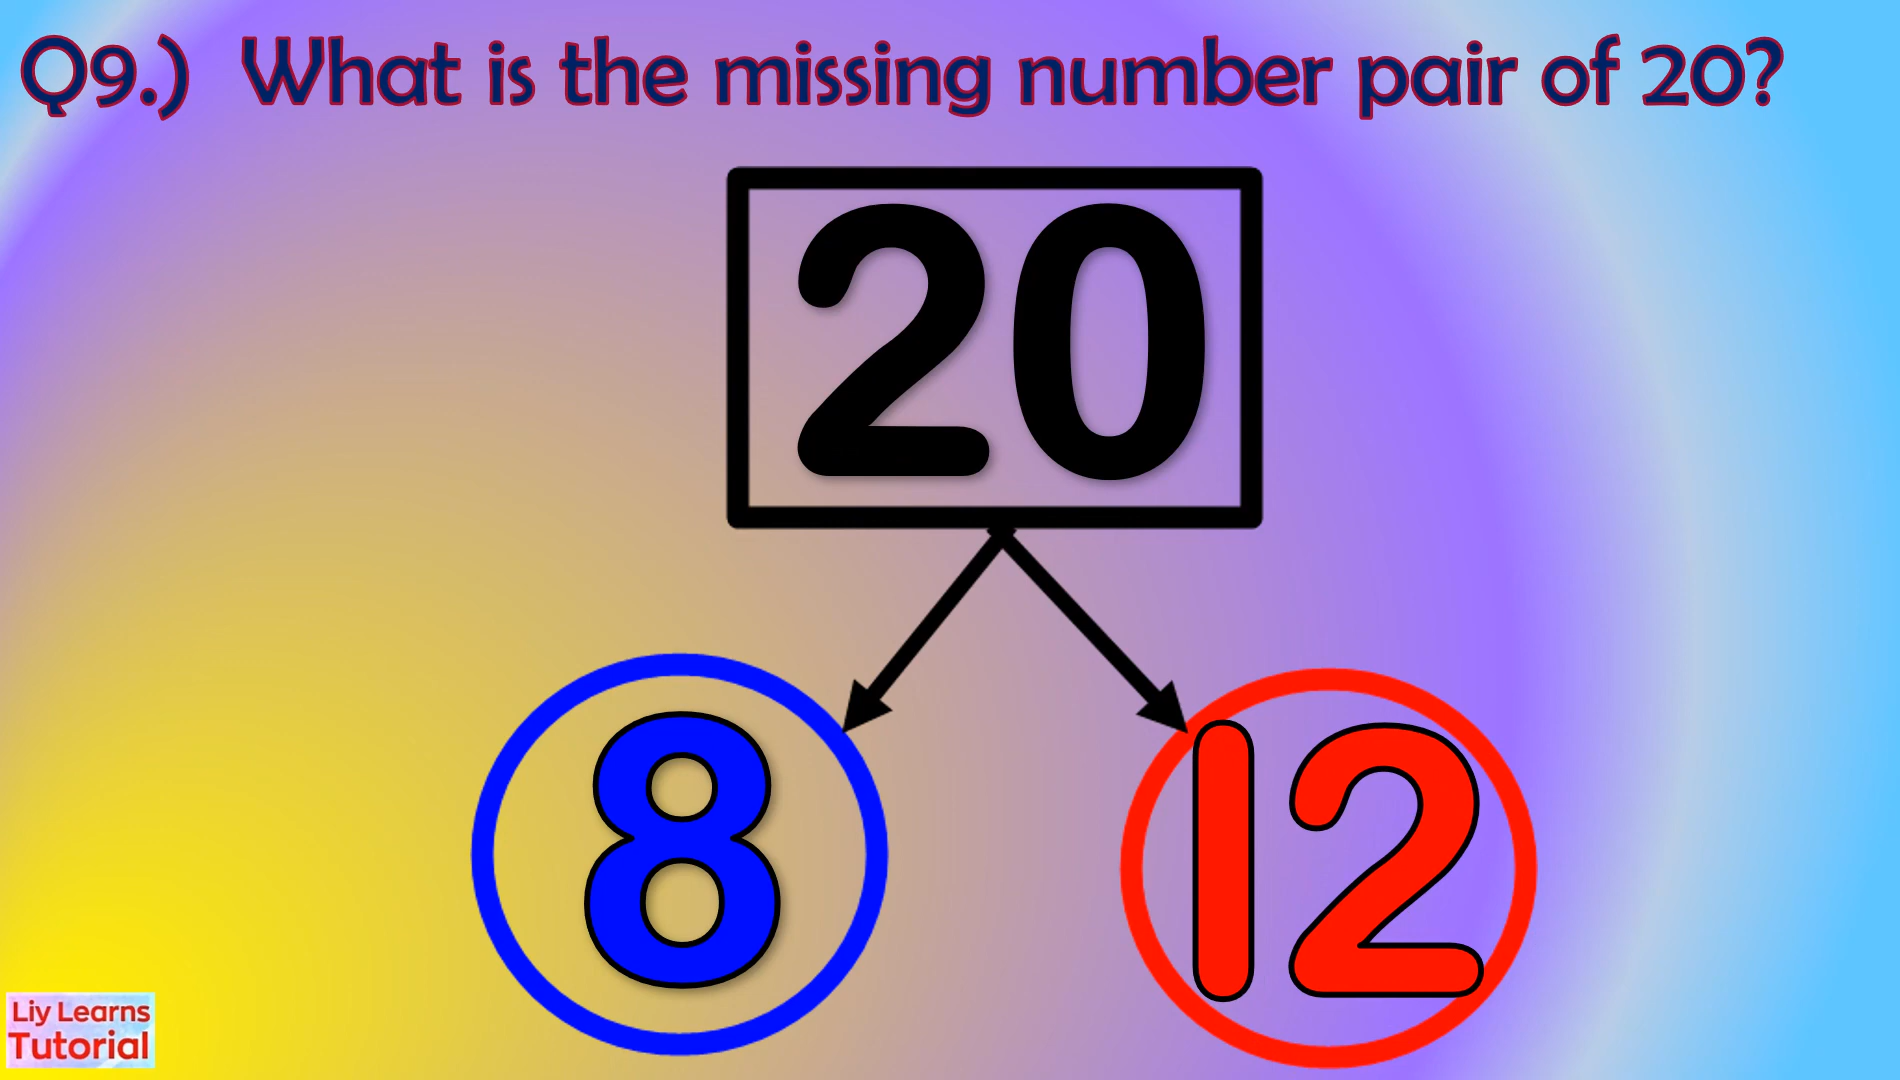 Q9.) What is the missing number pair of 20?
20
8 12
Liy Learns
Tutorial